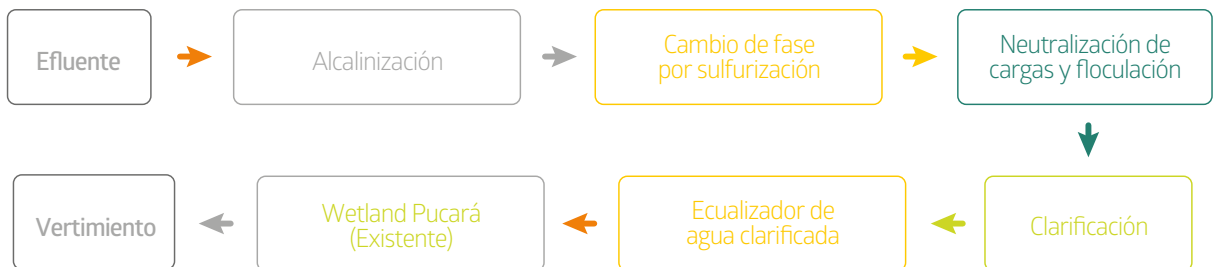 Efluente
Alcalinización
Cambio de fase
por sulfurización
Neutralización de
cargas y floculación
Vertimiento
Wetland Pucará
(Existente)
Ecualizador de
agua clarificada
Clarificación